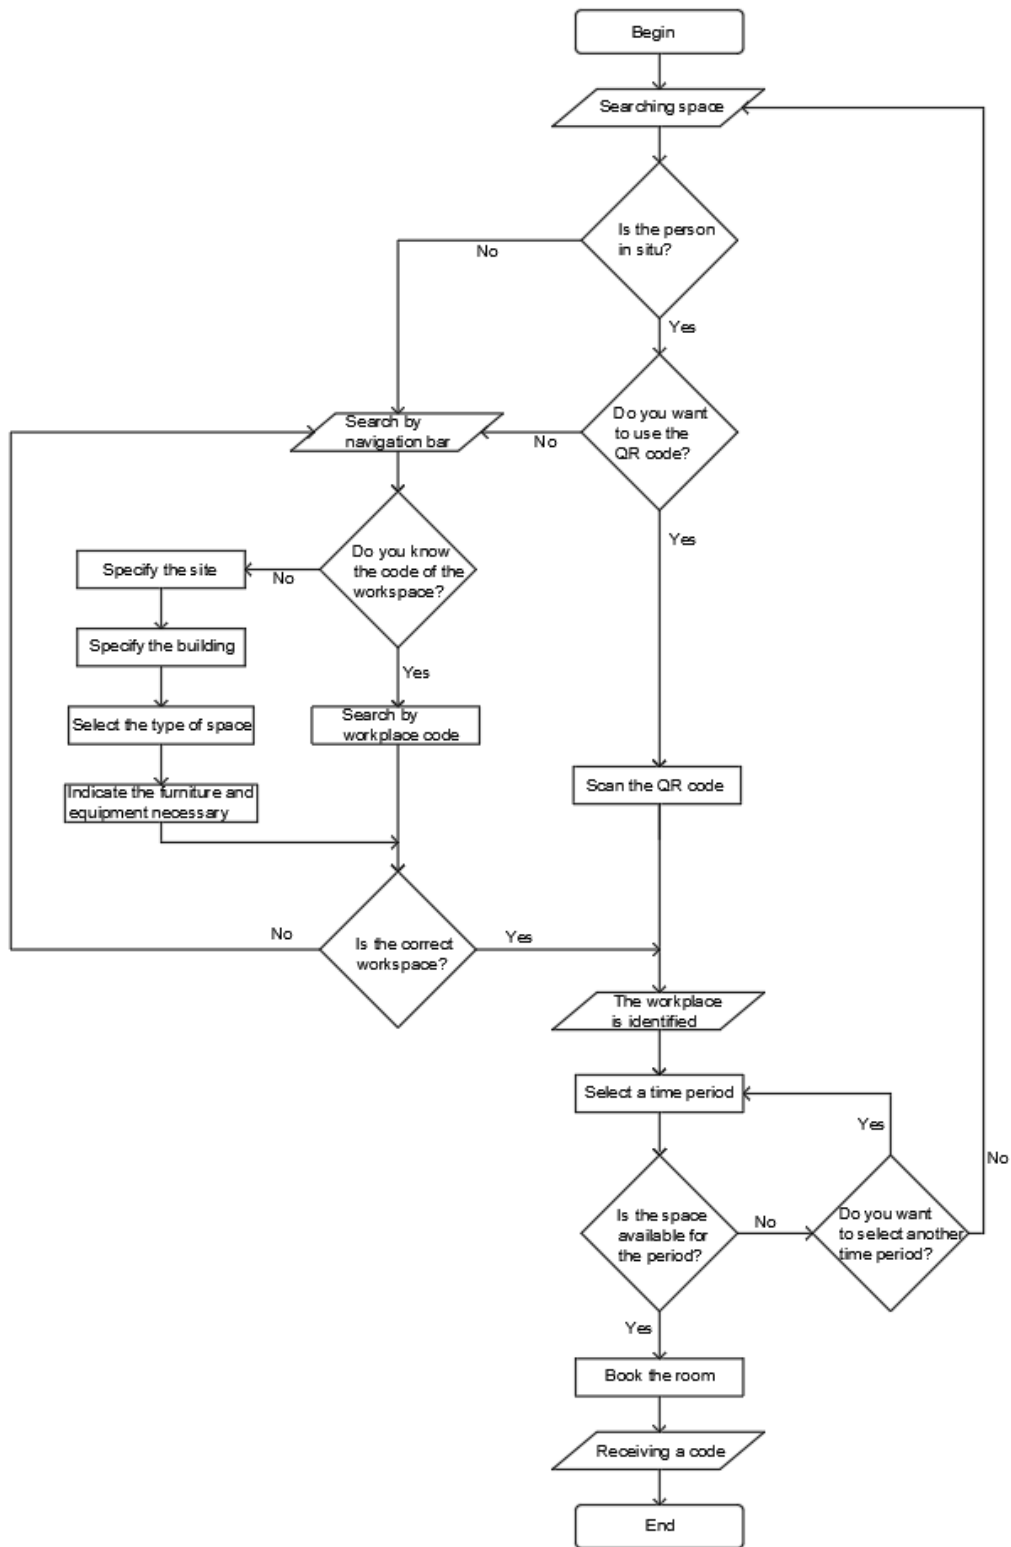 Begin
Searching space
Is the person
in situ?
No
Yes
Do you want
to use the
QR code?
No
Yes
Search by
navigation bar
Do you know
the code of the
workspace?
No
Yes
Specify the site
Specify the building
Select the type of space
Indicate the furniture and
equipment necessary
Search by
workplace code
Scan the QR code
Is the correct
workspace?
No
Yes
The workplace
is identified
Select a time period
Is the space
available for
the period?
No
Yes
Do you want
to select another
time period?
Yes
No
Book the room
Receiving a code
End